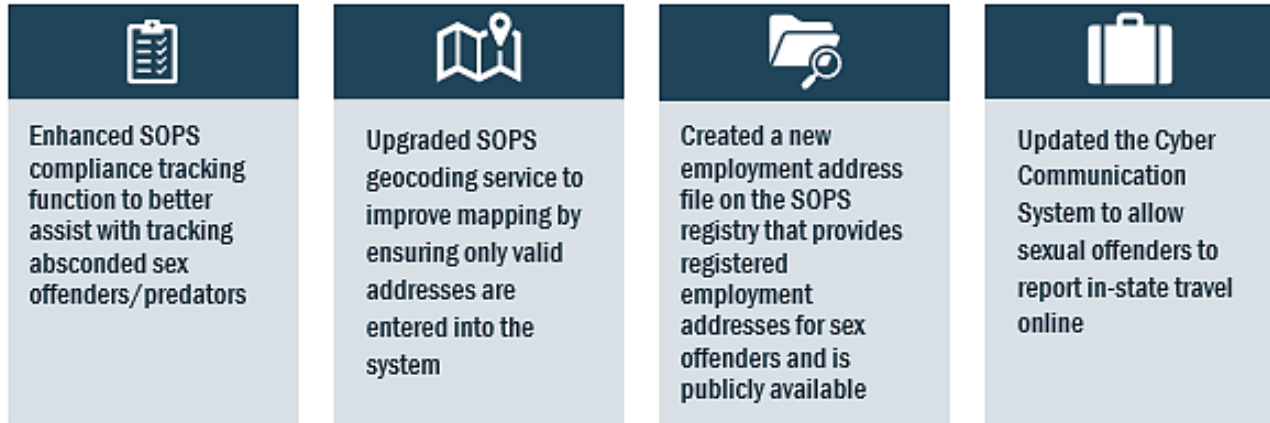 Enhanced SOPS
compliance tracking
function to better
assist with tracking
absconded sex
offenders/predators
Upgraded SOPS
geocoding service to
improve mapping by
ensuring only valid
addresses are
entered into the
system
Created a new
employment address
file on the SOPS
registry that provides
registered
employment
addresses for sex
offenders and is
publicly available
Updated the Cyber
Communication
System to allow
sexual offenders to
report in-state travel
online